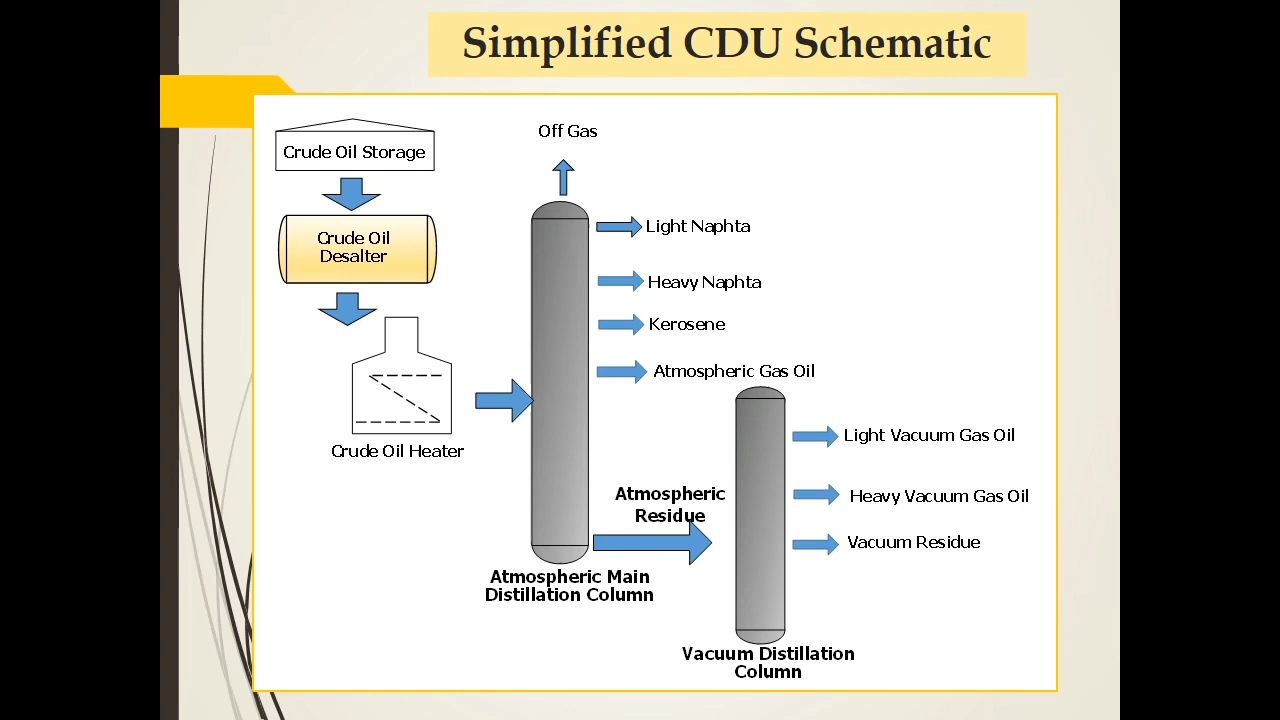 Simplified CDU Schematic
Crude Oil Storage
Off Gas
Light Naphta
Crude Oil
Desalter
Heavy Naphta
Kerosene
Atmospheric Gas Oil
Crude Oil Heater
Light Vacuum Gas Oil
Atmospheric
Residue
Heavy Vacuum Gas Oil
Vacuum Residue
Atmospheric Main
Distillation Column
Vacuum Distillation
Column